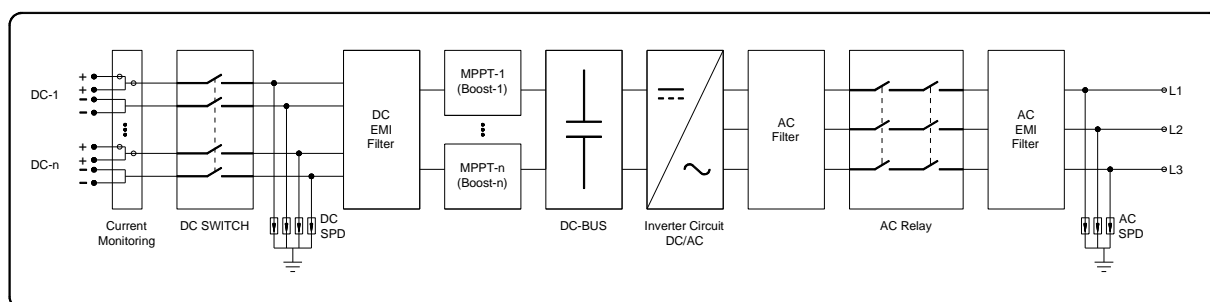 DC-1
+
+
-
-
DC-n
+
+
-
-
Current
Monitoring
DC SWITCH
DC
SPD
DC
EMI
Filter
MPPT-1
(Boost-1)
MPPT-n
(Boost-n)
DC-BUS
Inverter Circuit
DC/AC
AC
Filter
AC Relay
AC
EMI
Filter
L1
L2
L3
AC
SPD